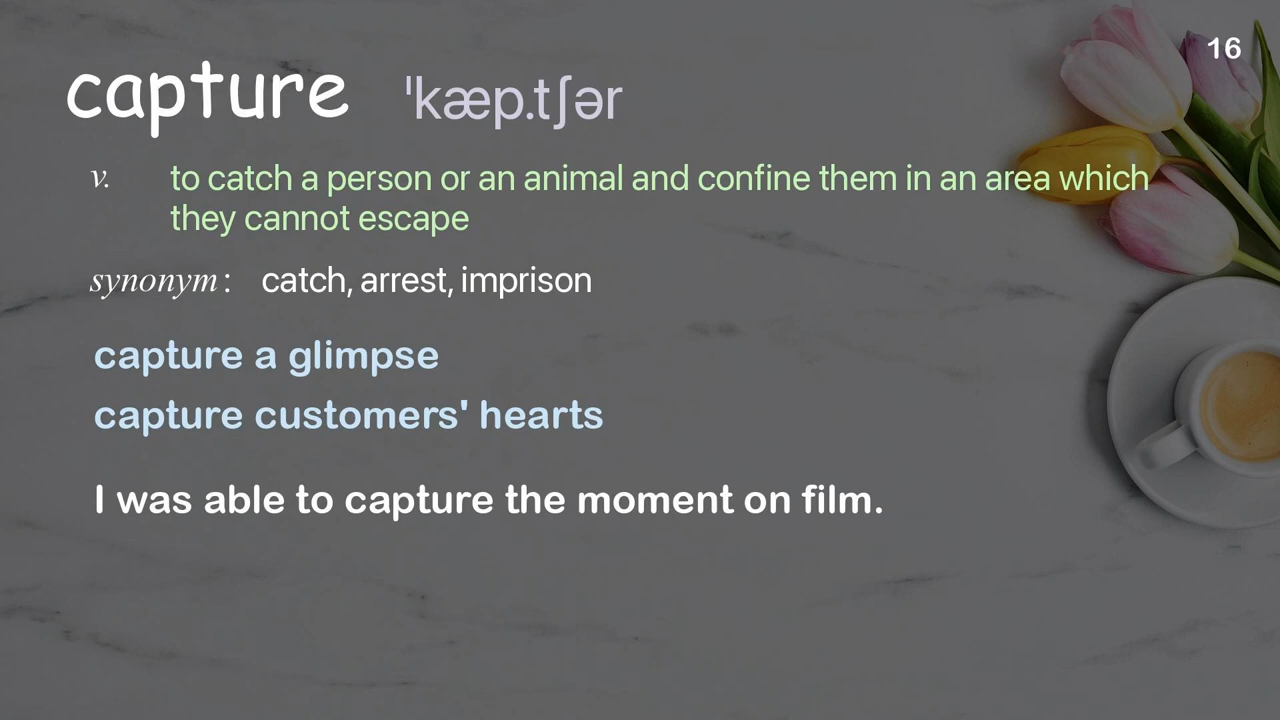 16
capture ˈkæp.tʃər
v. to catch a person or an animal and confine them in an area which
they cannot escape
synonym: catch, arrest, imprison
capture a glimpse
capture customers' hearts
I was able to capture the moment on film.